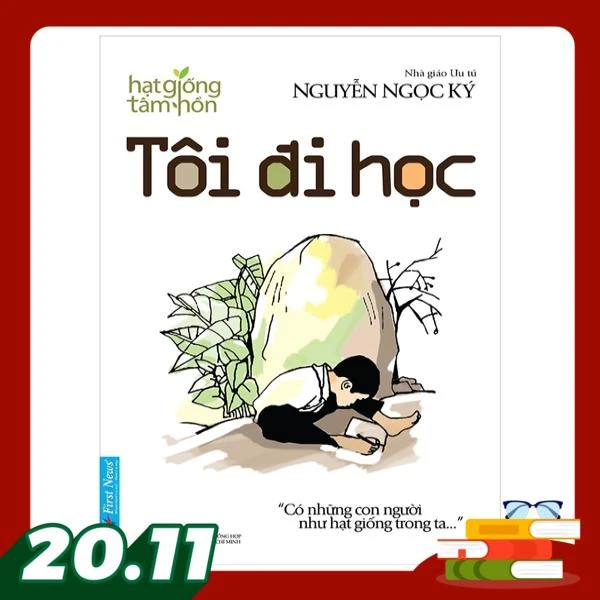 hạt giống
tâm hồn
Nhà giáo Ưu tú
NGUYỄN NGỌC KÝ
Tôi đi học
First News
"Có những con người
như hạt giống trong ta..."
20.11